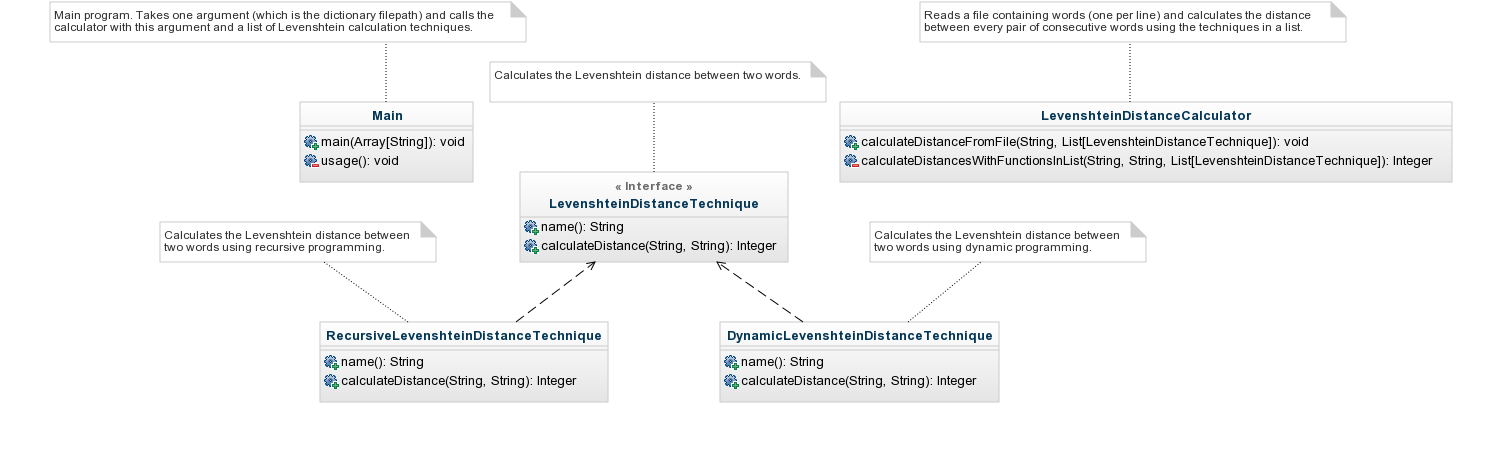 Main program. Takes one argument (which is the dictionary filepath) and calls the
calculator with this argument and a list of Levenshtein calculation techniques.
Reads a file containing words (one per line) and calculates the distance
between every pair of consecutive words using the techniques in a list.
Calculates the Levenshtein distance between two words.
Main
main(Array[String]): void
usage(): void
LevenshteinDistanceCalculator
calculateDistanceFromFile(String, List[LevenshteinDistanceTechnique]): void
calculateDistancesWithFunctionsInList(String, String, List[LevenshteinDistanceTechnique]): Integer
« Interface »
LevenshteinDistanceTechnique
name(): String
calculateDistance(String, String): Integer
Calculates the Levenshtein distance between
two words using recursive programming.
Calculates the Levenshtein distance between
two words using dynamic programming.
RecursiveLevenshteinDistanceTechnique
name(): String
calculateDistance(String, String): Integer
DynamicLevenshteinDistanceTechnique
name(): String
calculateDistance(String, String): Integer